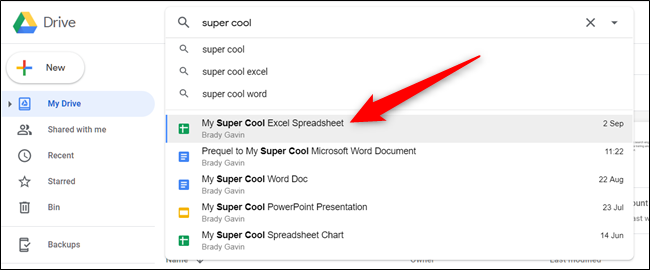 Drive
super cool
New
super cool
super cool excel
super cool word
My Drive
Shared with me
Recent
Starred
Bin
Backups
My Super Cool Excel Spreadsheet 2 Sep
Brady Gavin
Prequel to My Super Cool Microsoft Word Document 11:22
Brady Gavin
My Super Cool Word Doc 22 Aug
Brady Gavin
My Super Cool PowerPoint Presentation 23 Jul
Brady Gavin
My Super Cool Spreadsheet Chart 14 Jun
Brady Gavin
Name Owner Last modified